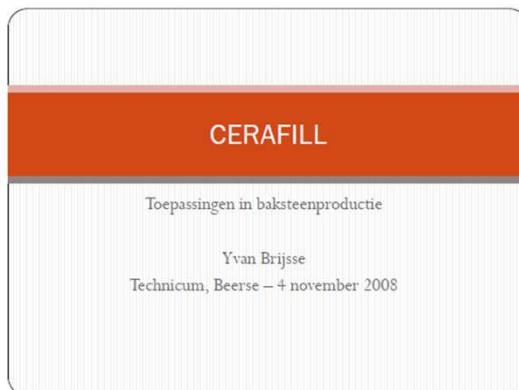 CERAFILL
Toepassingen in baksteenproductie
Yvan Brijsse
Technicum, Beerse – 4 november 2008